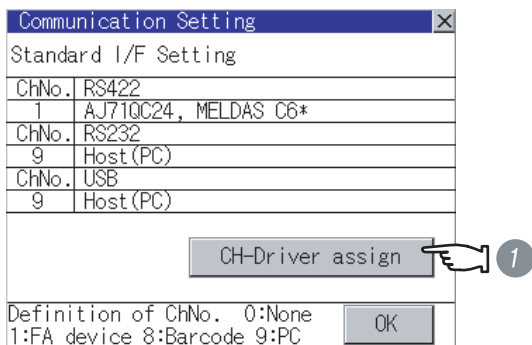 Communication Setting
Standard I/F Setting
ChNo. RS422
1 AJ71QC24, MELDAS C6*
ChNo. RS232
9 Host(PC)
ChNo. USB
9 Host(PC)
CH-Driver assign 1
Definition of ChNo. 0:None
1:FA device 8:Barcode 9:PC
OK